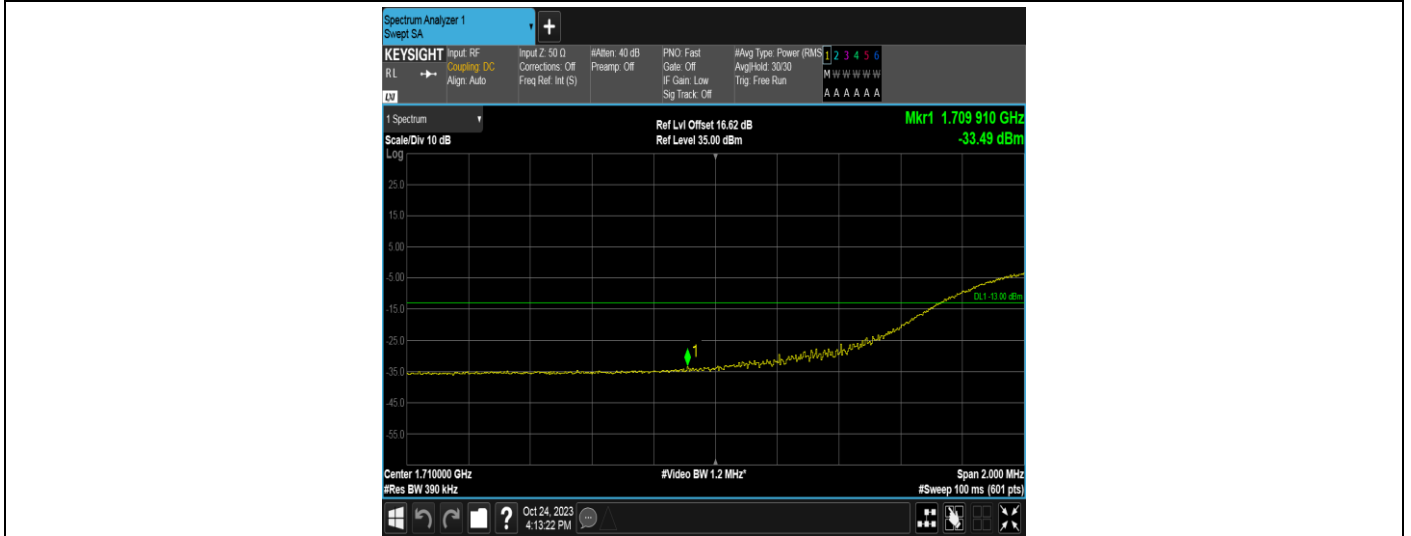 Spectrum Analyzer 1
Swept SA
+
KEYSIGHT
RL
LXI
Input: RF
Coupling: DC
Align: Auto
Input Z: 50 Ω
Corrections: Off
Freq Ref: Int (S)
#Atten: 40 dB
Preamp: Off
PNO: Fast
Gate: Off
IF Gain: Low
Sig Track: Off
#Avg Type: Power (RMS
Avg|Hold: 30/30
Trig: Free Run
1 2 3 4 5 6
M W W W W W
A A A A A A
1 Spectrum
Scale/Div 10 dB
Ref Lvl Offset 16.62 dB
Ref Level 35.00 dBm
Mkr1 1.709 910 GHz
-33.49 dBm
Log
25.0
15.0
5.00
-5.00
DL1 -13.00 dBm
-15.0
-25.0
1
-35.0
-45.0
-55.0
Center 1.710000 GHz
#Res BW 390 kHz
#Video BW 1.2 MHz*
Span 2.000 MHz
#Sweep 100 ms (601 pts)
?
Oct 24, 2023
4:13:22 PM